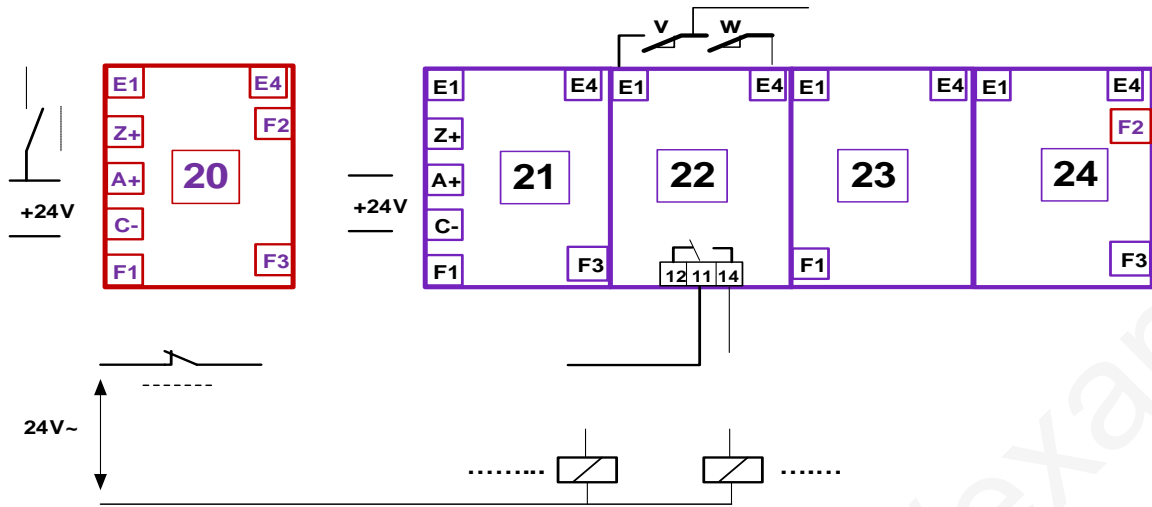 V W
E1 E4 E1 E4 E1 E4 E1 E4 E1 E4
Z+ F2 Z+ F2
A+ 20 A+ 21 22 23 24
+24V C- +24V C-
F1 F3 F1 F3 F1 F3
12 11 14
24V~
......... .......
exa